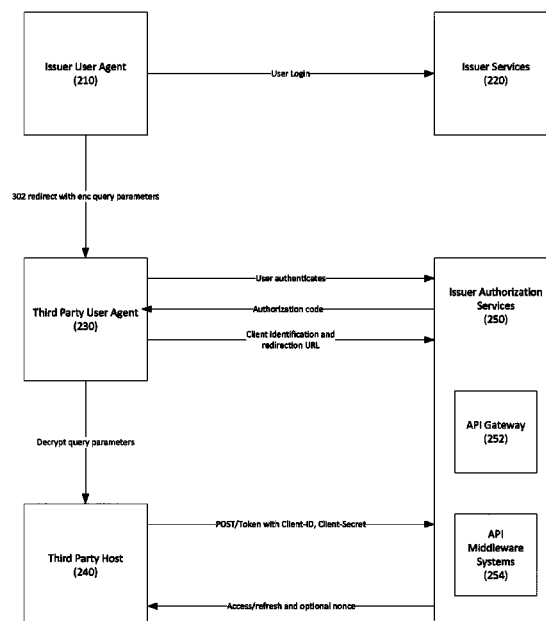 Issuer User Agent
(210)
User Login
Issuer Services
(220)
302 redirect with enc query parameters
Third Party User Agent
(230)
User authenticates
Authorization code
Client identification and
redirection URL
Issuer Authorization
Services
(250)
API Gateway
(252)
Decrypt query parameters
Third Party Host
(240)
POST/Token with Client-ID, Client-Secret
API
Middleware
Systems
(254)
Access/refresh and optional nonce